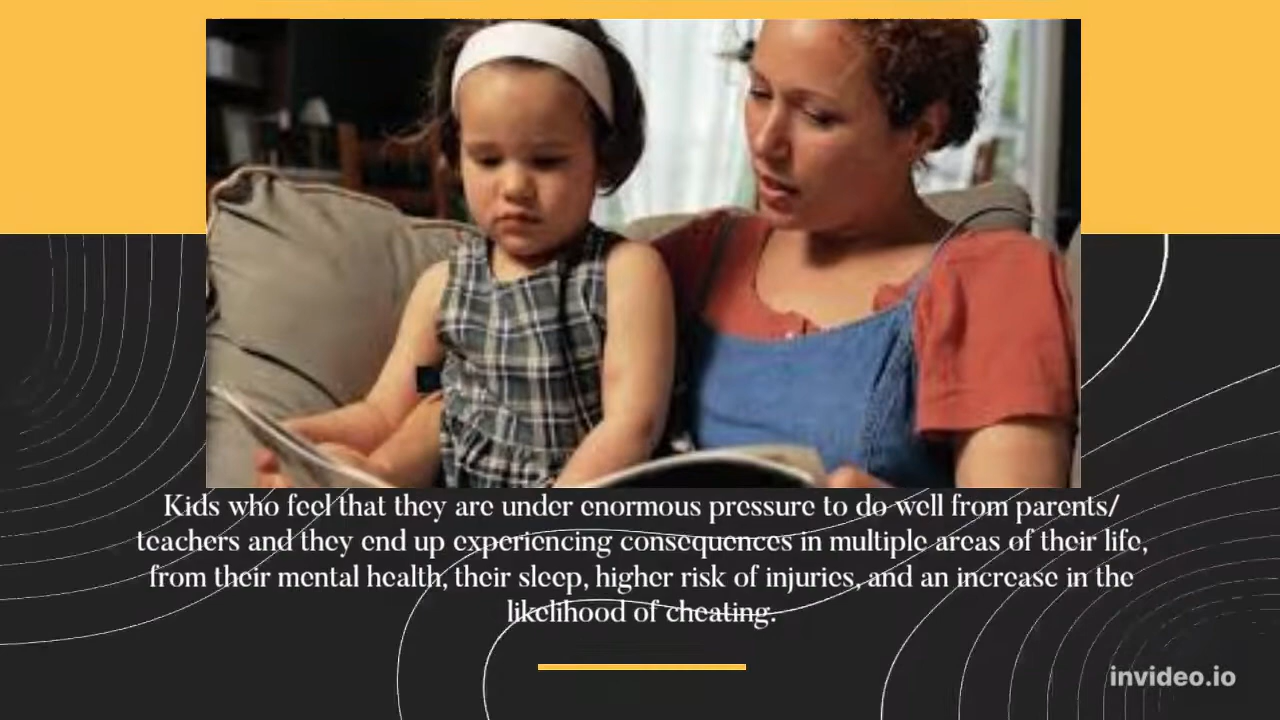 Kids who feel that they are under enormous pressure to do well from parents/
teachers and they end up experiencing consequences in multiple areas of their life,
from their mental health, their sleep, higher risk of injuries, and an increase in the
likelihood of cheating.
invideo.io